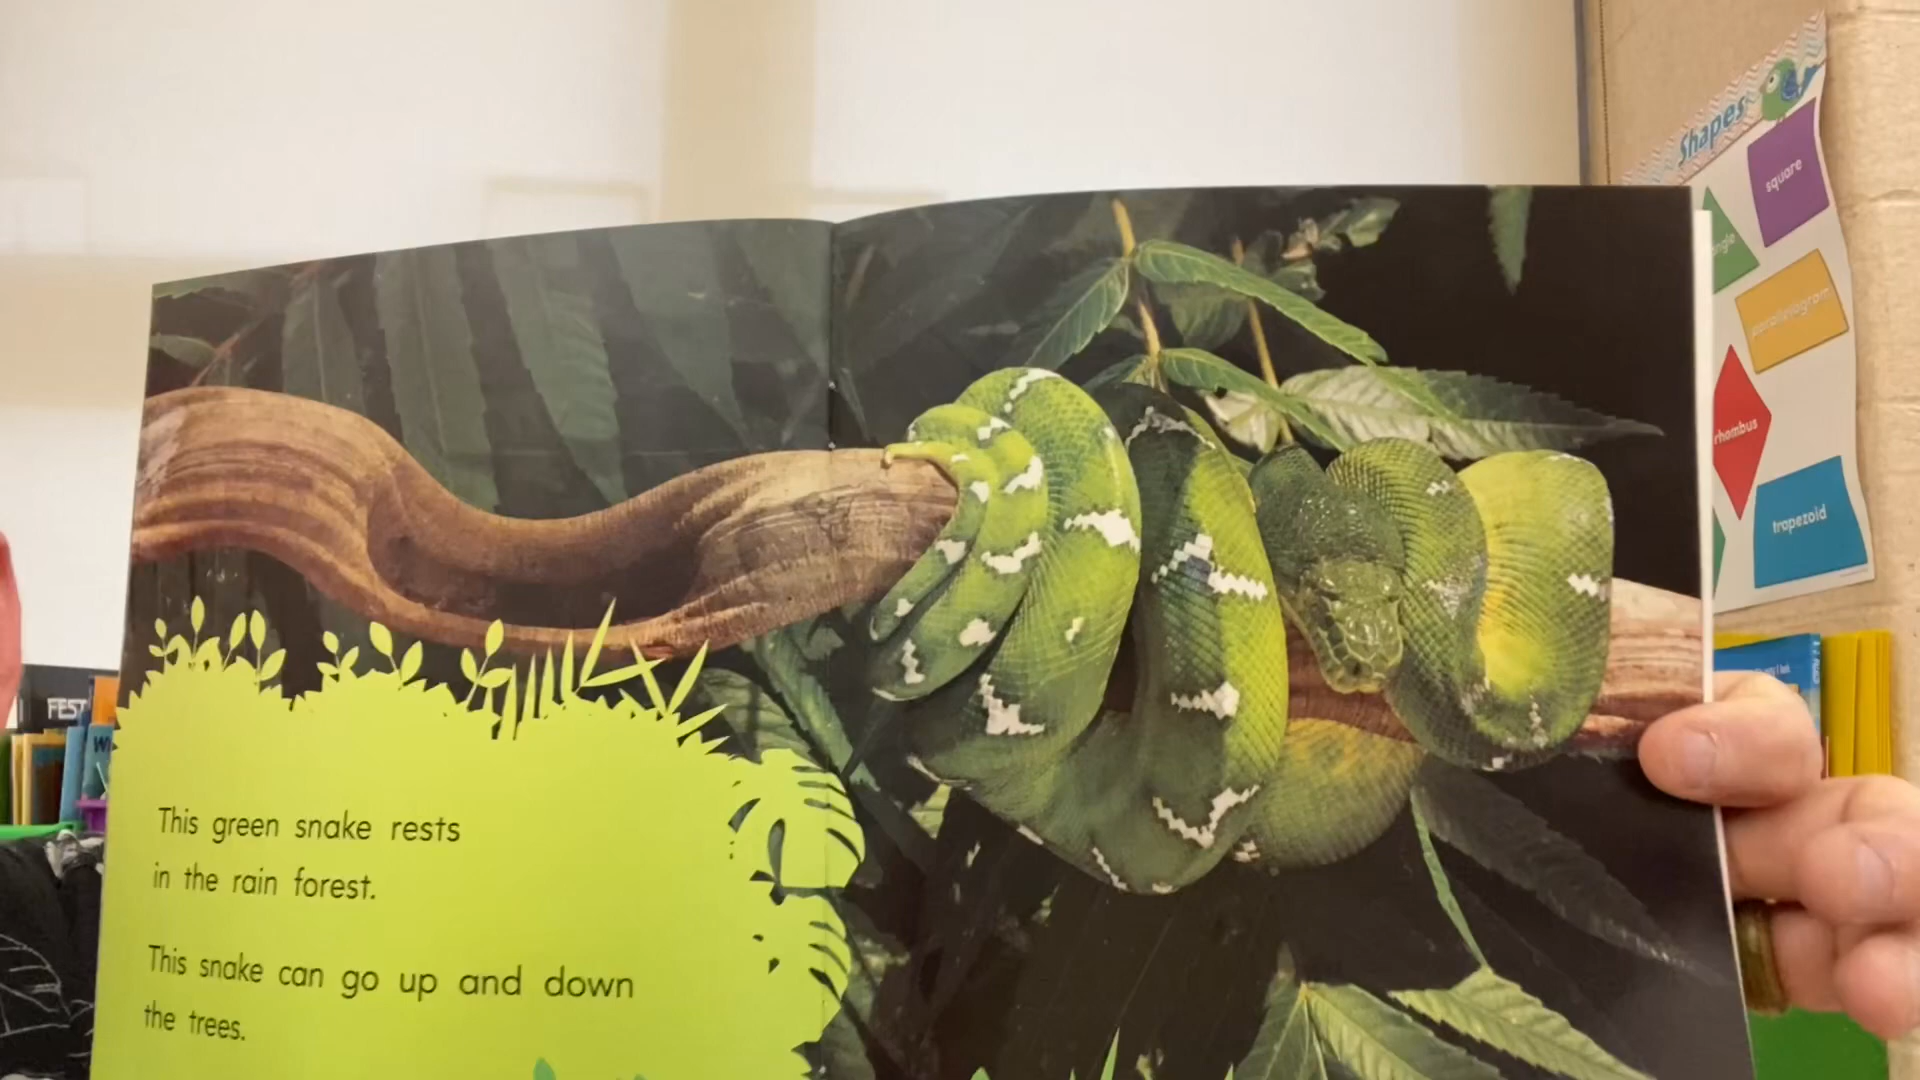 Shapes
square
parallelogram
rhombus
trapezoid
FEST
This green snake rests
in the rain forest.
This snake can go up and down
the trees.